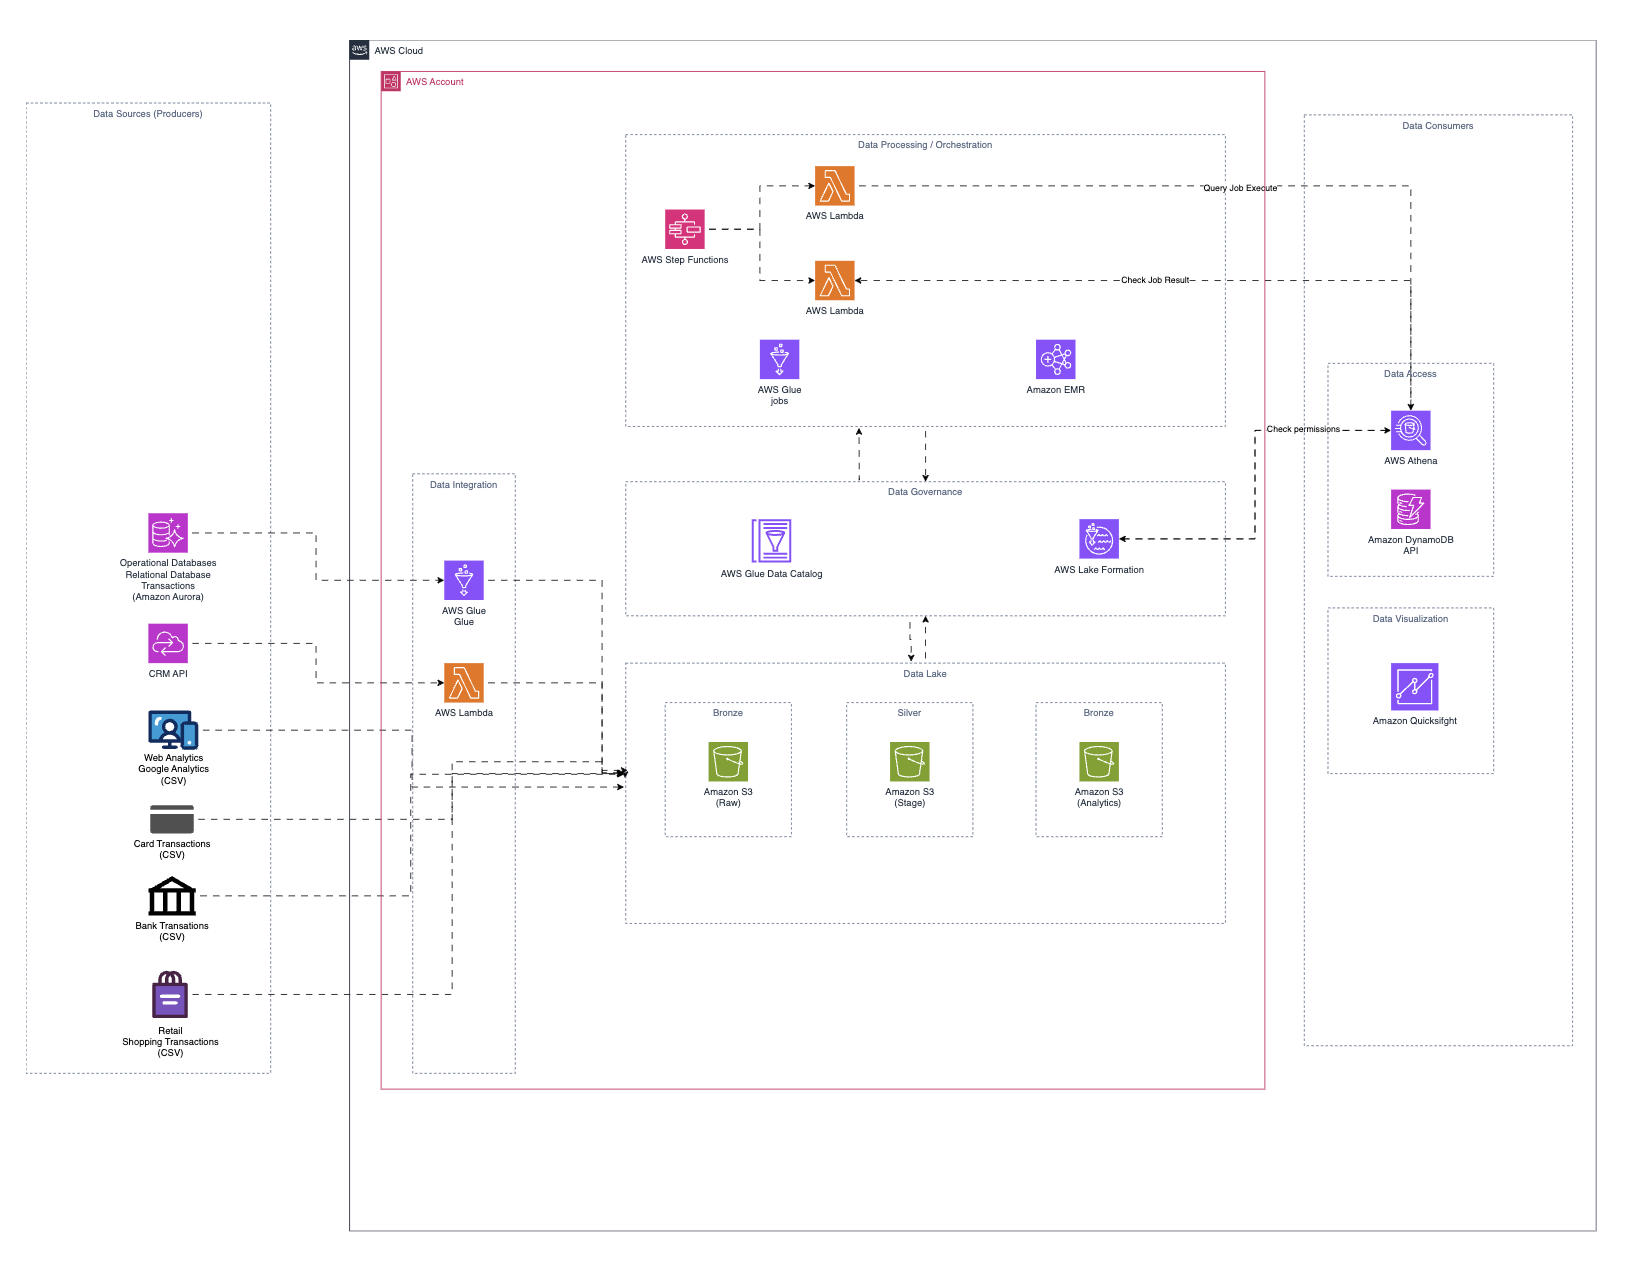 aws
AWS Cloud
AWS Account
Data Sources (Producers)
Operational Databases
Relational Database
Transactions
(Amazon Aurora)
CRM API
Web Analytics
Google Analytics
(CSV)
Card Transactions
(CSV)
Bank Transations
(CSV)
Retail
Shopping Transactions
(CSV)
Data Integration
AWS Glue
Glue
AWS Lambda
Data Processing / Orchestration
AWS Step Functions
AWS Lambda
AWS Lambda
Query Job Execute
Check Job Result
AWS Glue
jobs
Amazon EMR
Data Governance
AWS Glue Data Catalog
AWS Lake Formation
Check permissions
Data Lake
Bronze
Amazon S3
(Raw)
Silver
Amazon S3
(Stage)
Bronze
Amazon S3
(Analytics)
Data Consumers
Data Access
AWS Athena
Amazon DynamoDB
API
Data Visualization
Amazon Quicksifght